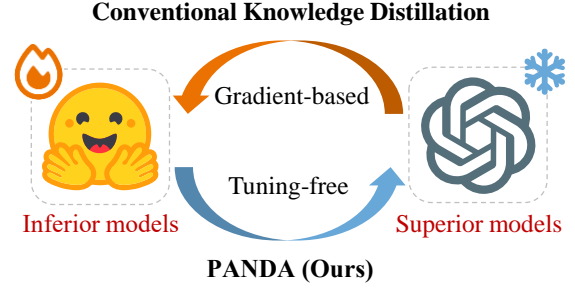 Conventional Knowledge Distillation
Gradient-based
Tuning-free
Inferior models
Superior models
PANDA (Ours)